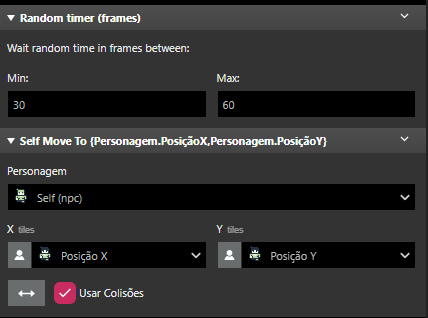 Random timer (frames)
Wait random time in frames between:
Min: Max:
30 60
Self Move To {Personagem.PosiçãoX,Personagem.PosiçãoY}
Personagem
Self (npc)
X tiles Y tiles
Posição X Posição Y
Usar Colisões